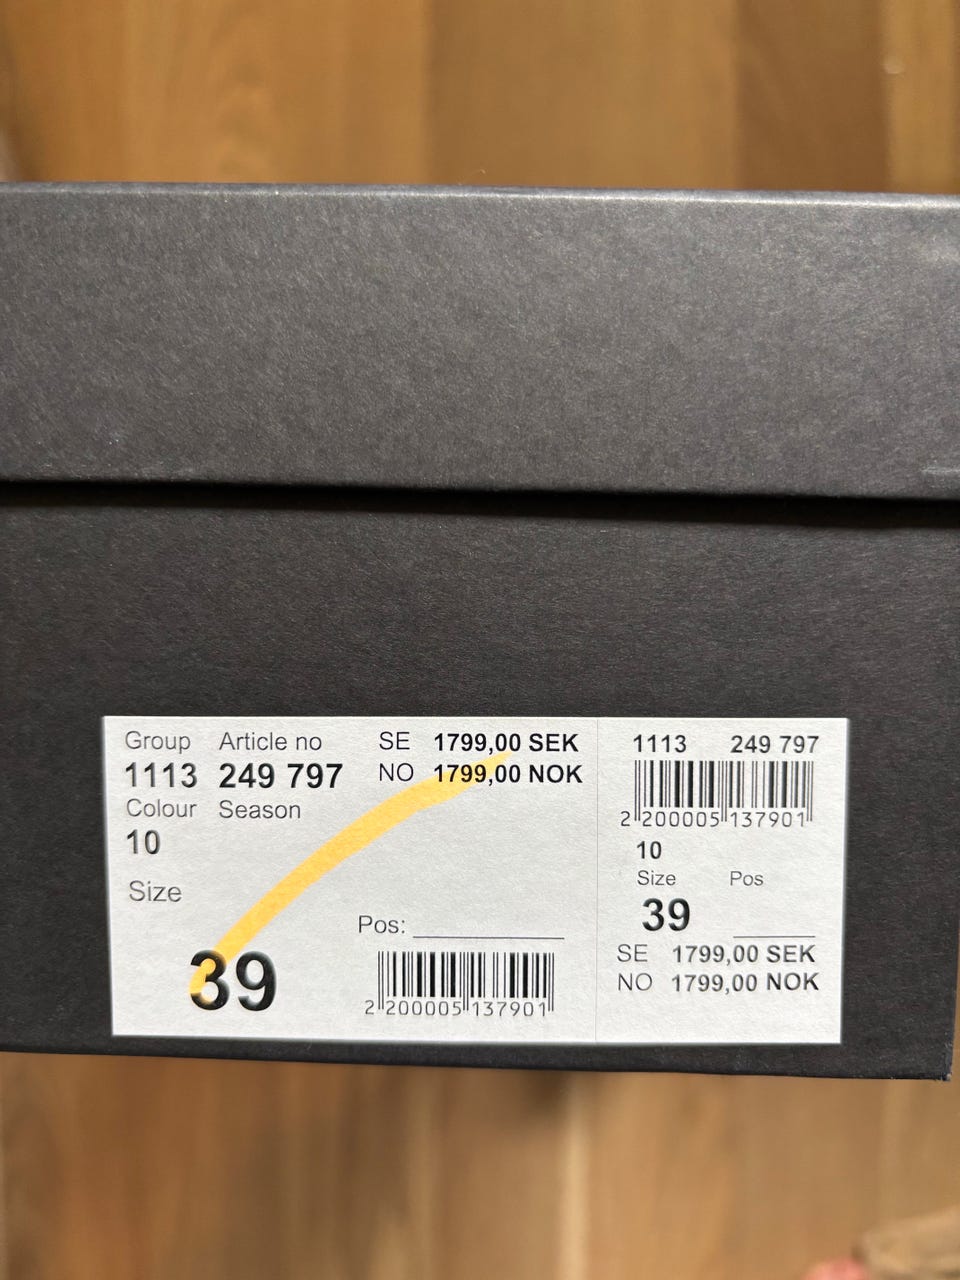 Group Article no SE 1799,00 SEK
1113 249 797 NO 1799,00 NOK
Colour Season
10
Size
Pos:
39
2 200005 137901
1113 249 797
2 200005 137901
10
Size Pos
39
SE 1799,00 SEK
NO 1799,00 NOK